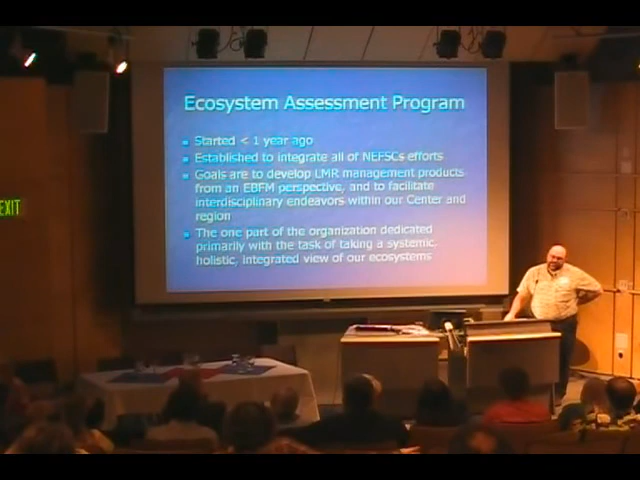 Ecosystem Assessment Program
Started < 1 year ago
Established to integrate all of NEFSCs efforts
Goals are to develop LMR management products
from an EBFM perspective, and to facilitate
interdisciplinary endeavors within our Center and
region
The one part of the organization dedicated
primarily with the task of taking a systemic,
holistic, integrated view of our ecosystems
EXIT